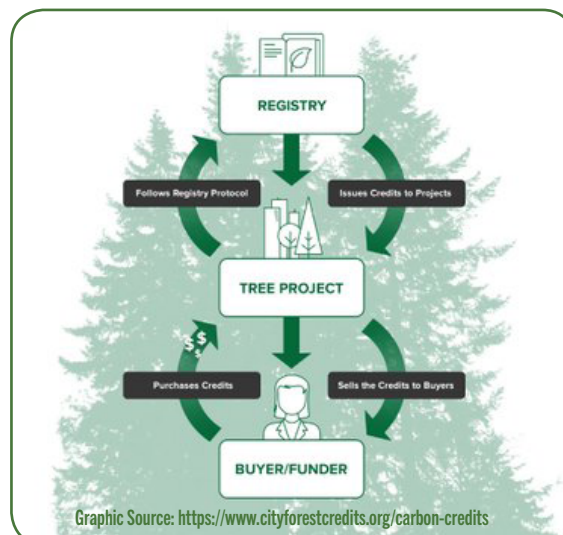 REGISTRY
Follows Registry Protocol
Issues Credits to Projects
TREE PROJECT
$$
$
Purchases Credits
Sells the Credits to Buyers
BUYER/FUNDER
Graphic Source: https://www.cityforestcredits.org/carbon-credits